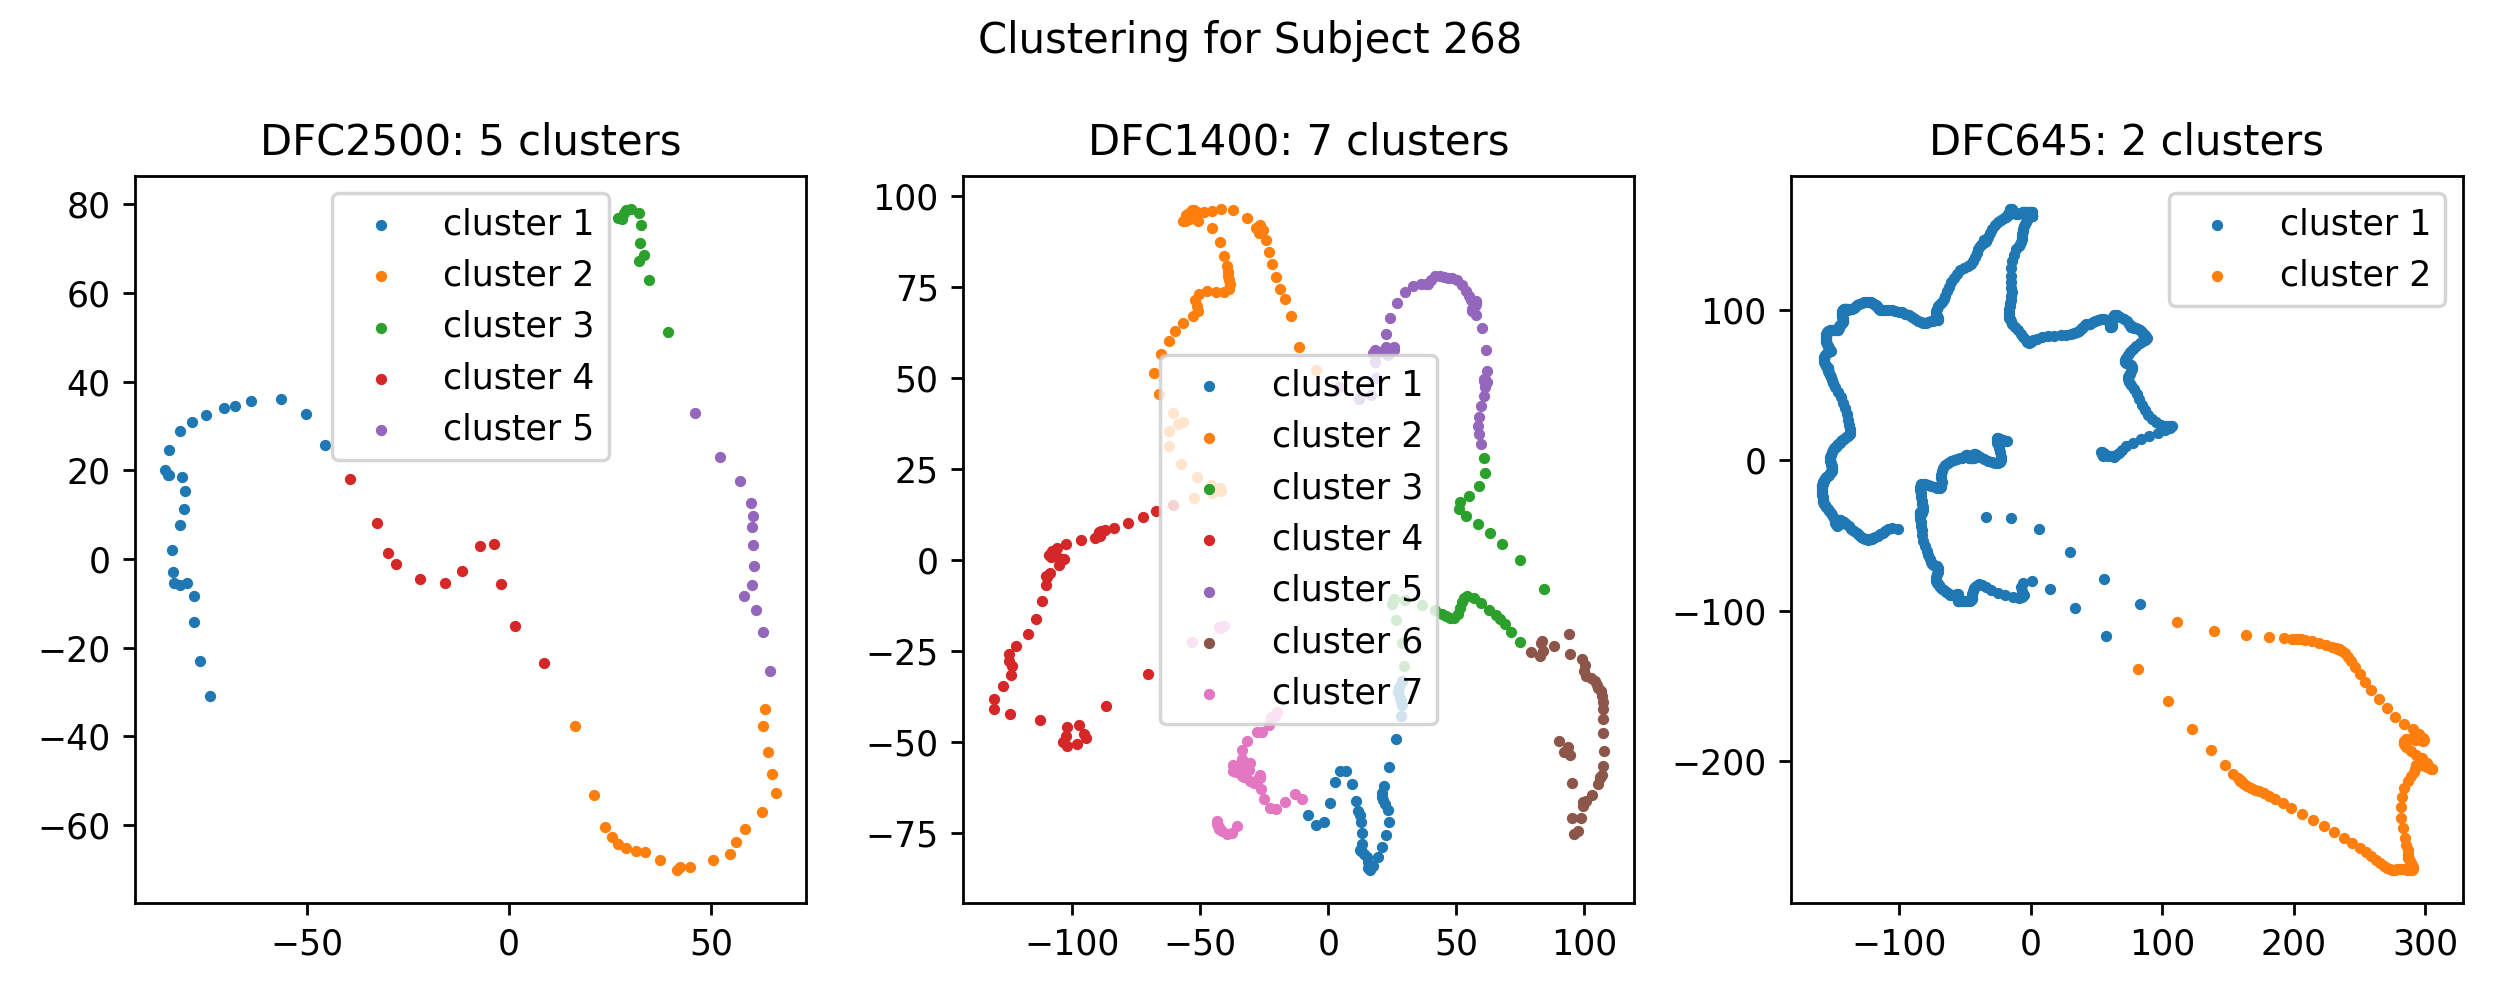 Clustering for Subject 268
DFC2500: 5 clusters
80
60
40
20
0
−20
−40
−60
−50
0
50
cluster 1
cluster 2
cluster 3
cluster 4
cluster 5
DFC1400: 7 clusters
100
75
50
25
0
−25
−50
−75
−100
−50
0
50
100
cluster 1
cluster 2
cluster 3
cluster 4
cluster 5
cluster 6
cluster 7
DFC645: 2 clusters
100
0
−100
−200
−100
0
100
200
300
cluster 1
cluster 2